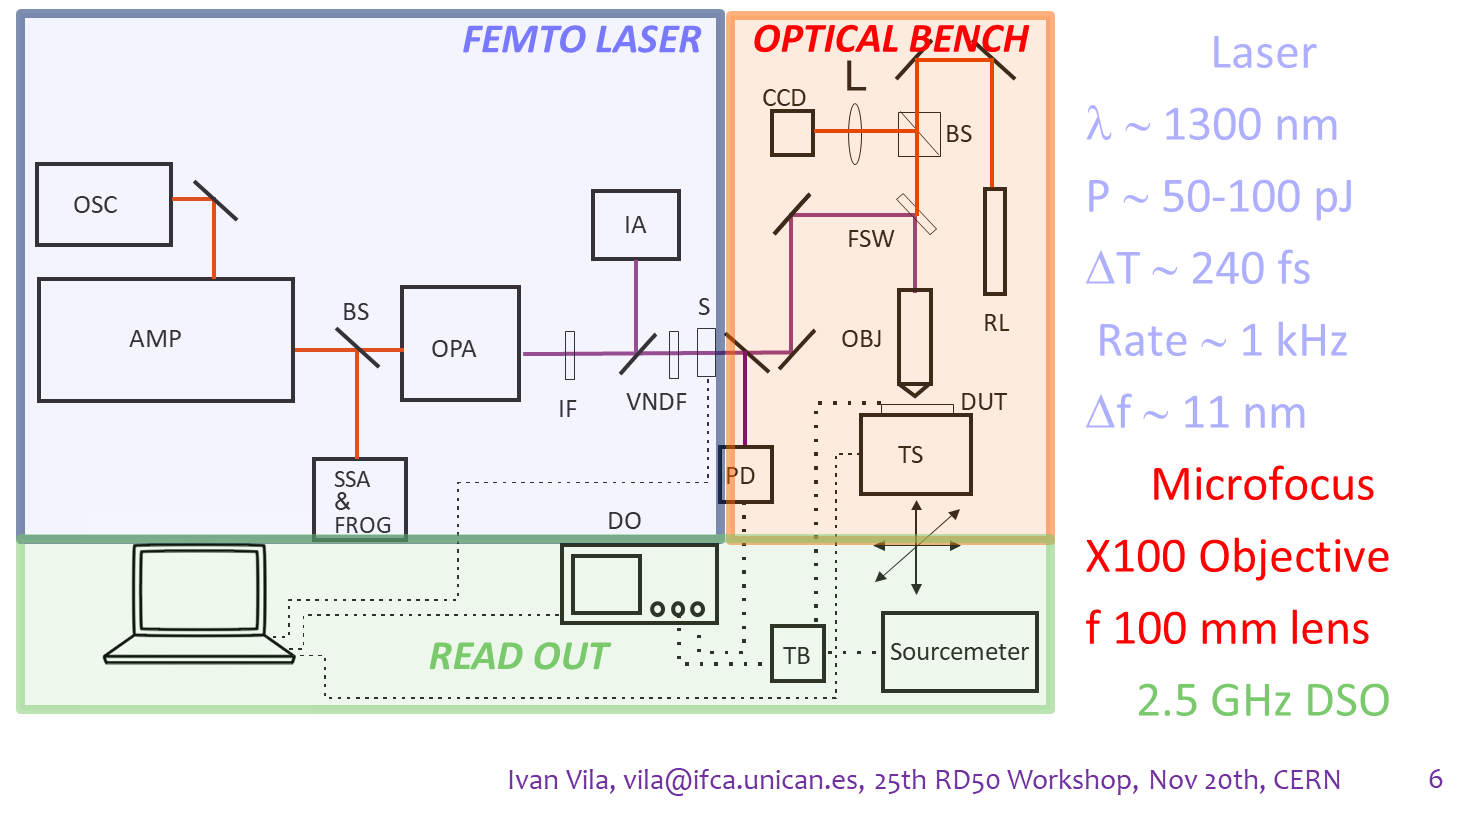 FEMTO LASER
OPTICAL BENCH
L
CCD
BS
OSC
IA
FSW
AMP
BS
OPA
S
OBJ
RL
IF
VNDF
DUT
TS
PD
SSA
&
FROG
DO
READ OUT
TB
Sourcemeter
Laser
λ ~ 1300 nm
P ~ 50-100 pJ
ΔT ~ 240 fs
Rate ~ 1 kHz
Δf ~ 11 nm
Microfocus
X100 Objective
f 100 mm lens
2.5 GHz DSO
Ivan Vila, vila@ifca.unican.es, 25th RD50 Workshop, Nov 20th, CERN
6